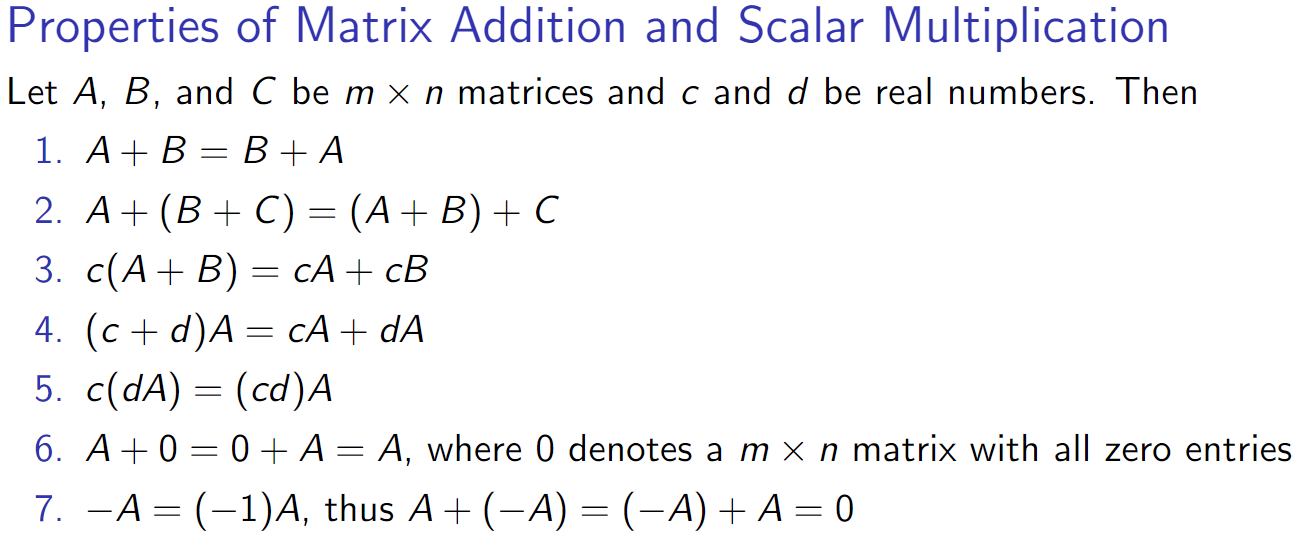 Properties of Matrix Addition and Scalar Multiplication
Let A, B, and C be m × n matrices and c and d be real numbers. Then
1. A + B = B + A
2. A + (B + C) = (A + B) + C
3. c(A + B) = cA + cB
4. (c + d)A = cA + dA
5. c(dA) = (cd)A
6. A + 0 = 0 + A = A, where 0 denotes a m × n matrix with all zero entries
7. −A = (−1)A, thus A + (−A) = (−A) + A = 0